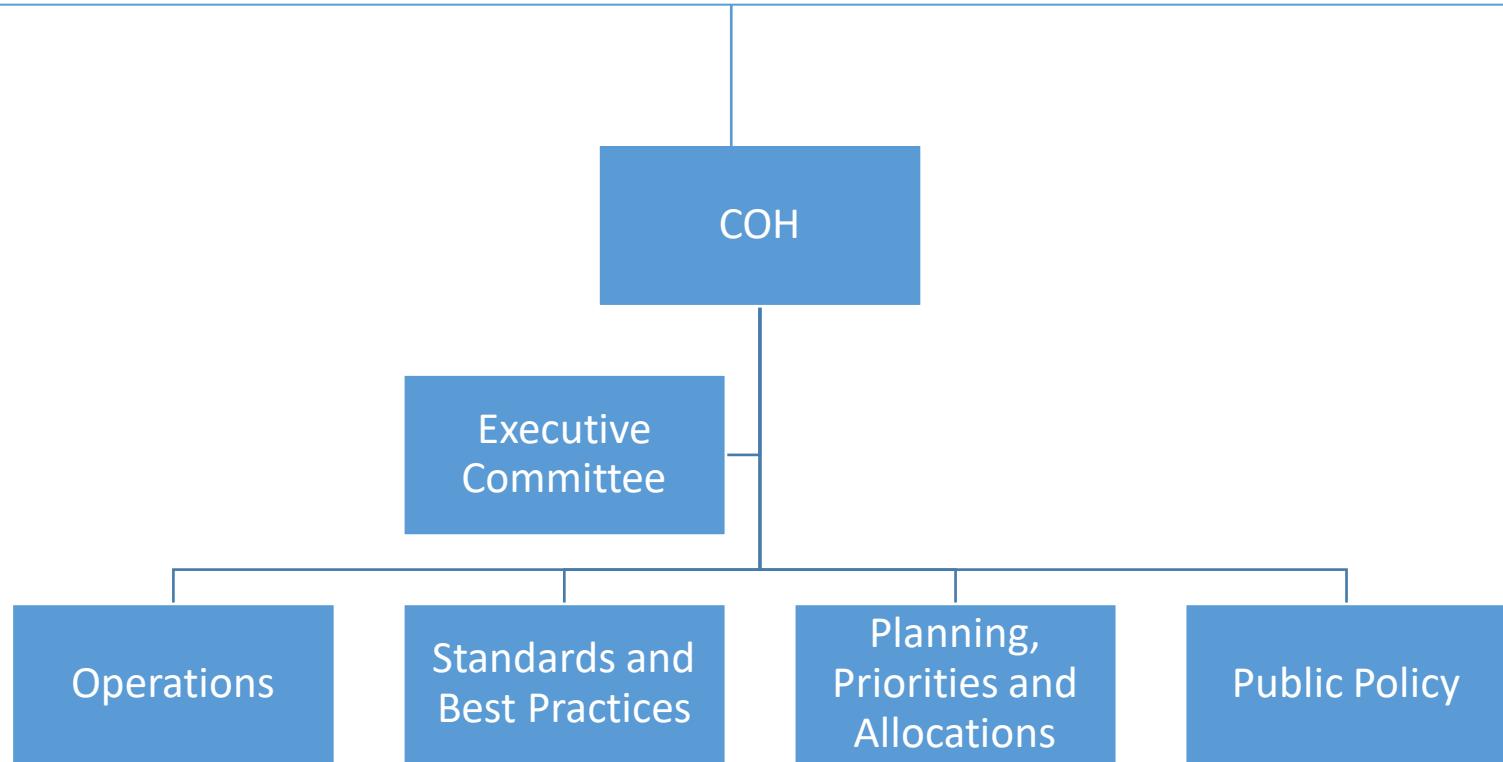 COH
Executive
Committee
Operations
Standards and
Best Practices
Planning,
Priorities and
Allocations
Public Policy